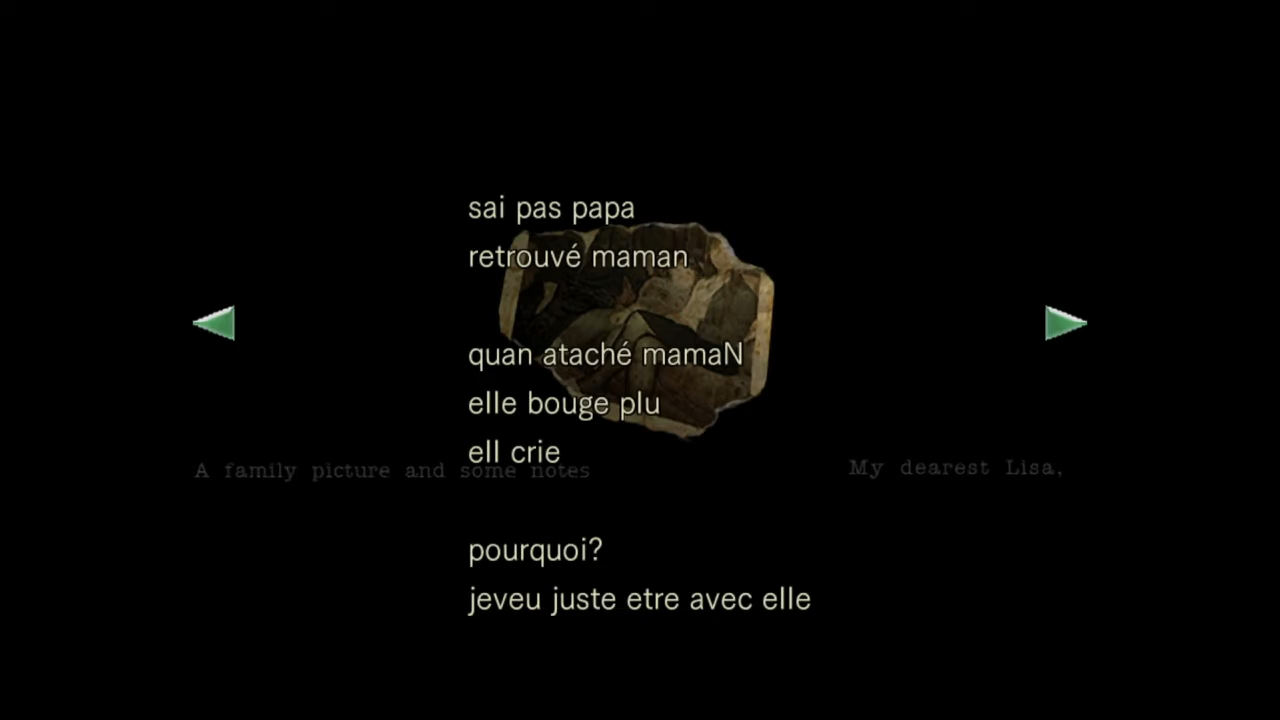 sai pas papa
retrouvé maman
quan ataché mamaN
elle bouge plu
ell crie
A family picture and some notes
My dearest Lisa,
pourquoi?
jeveu juste etre avec elle